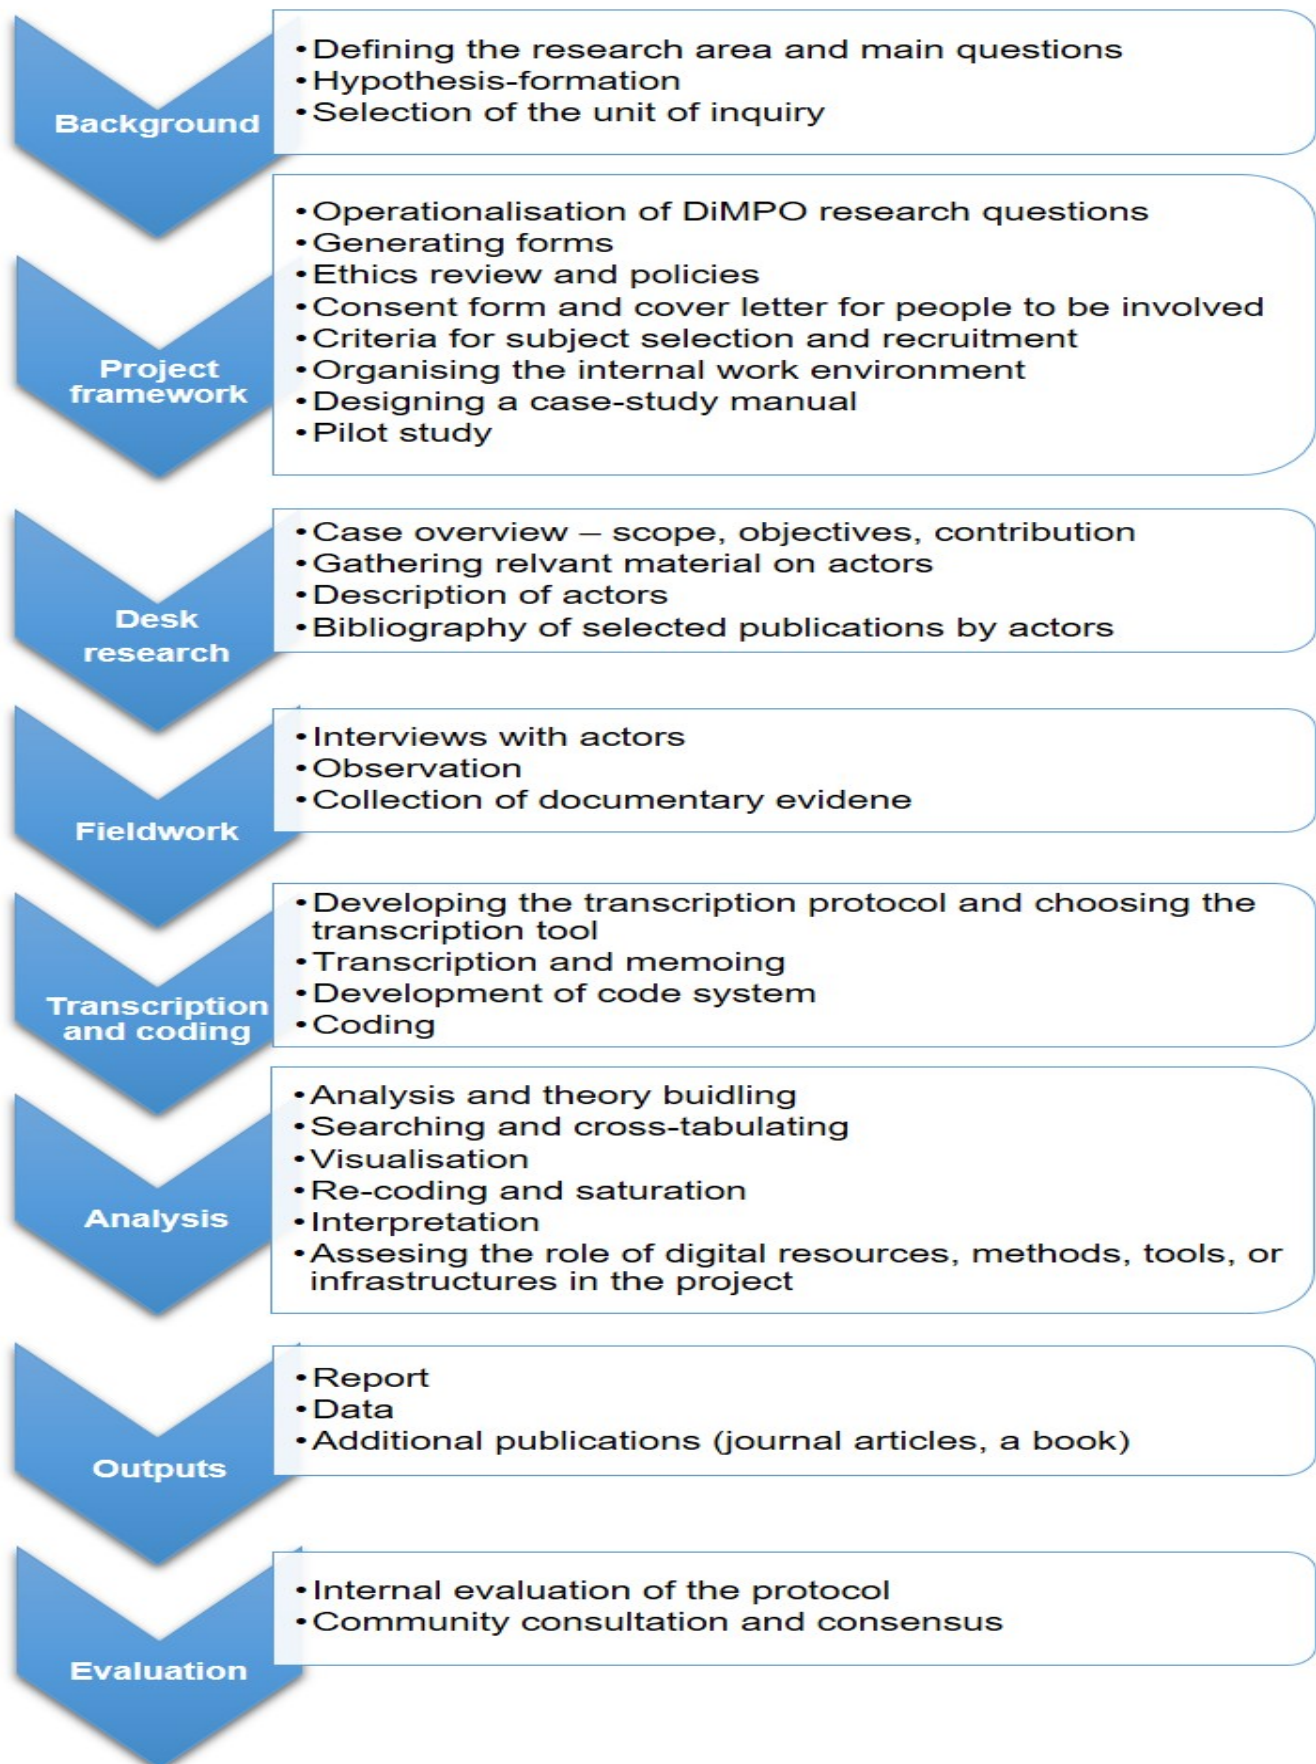 Background
•Defining the research area and main questions
•Hypothesis-formation
•Selection of the unit of inquiry
Project
framework
•Operationalisation of DiMPO research questions
•Generating forms
•Ethics review and policies
•Consent form and cover letter for people to be involved
•Criteria for subject selection and recruitment
•Organising the internal work environment
•Designing a case-study manual
•Pilot study
Desk
research
•Case overview – scope, objectives, contribution
•Gathering relvant material on actors
•Description of actors
•Bibliography of selected publications by actors
Fieldwork
•Interviews with actors
•Observation
•Collection of documentary evidene
Transcription
and coding
•Developing the transcription protocol and choosing the
transcription tool
•Transcription and memoing
•Development of code system
•Coding
Analysis
•Analysis and theory buidling
•Searching and cross-tabulating
•Visualisation
•Re-coding and saturation
•Interpretation
•Assesing the role of digital resources, methods, tools, or
infrastructures in the project
Outputs
•Report
•Data
•Additional publications (journal articles, a book)
Evaluation
•Internal evaluation of the protocol
•Community consultation and consensus